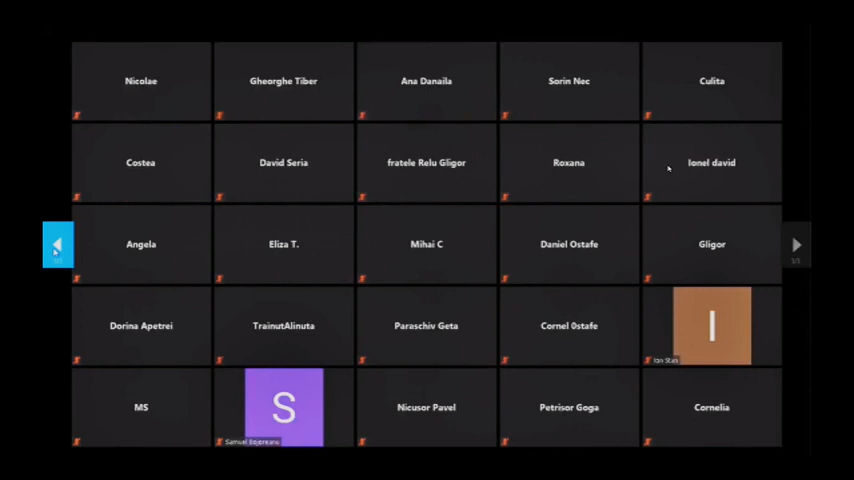 Nicolae
Gheorghe Tiber
Ana Danaila
Sorin Nec
Culita
Costea
David Seria
fratele Relu Gligor
Roxana
Ionel david
Angela
Eliza T.
Mihai C
Daniel Ostafe
Gligor
Dorina Apetrei
TrainutAlinuta
Paraschiv Geta
Cornel 0stafe
I
Ion Stan
MS
S
Samuel
Nicusor Pavel
Petrisor Goga
Cornelia